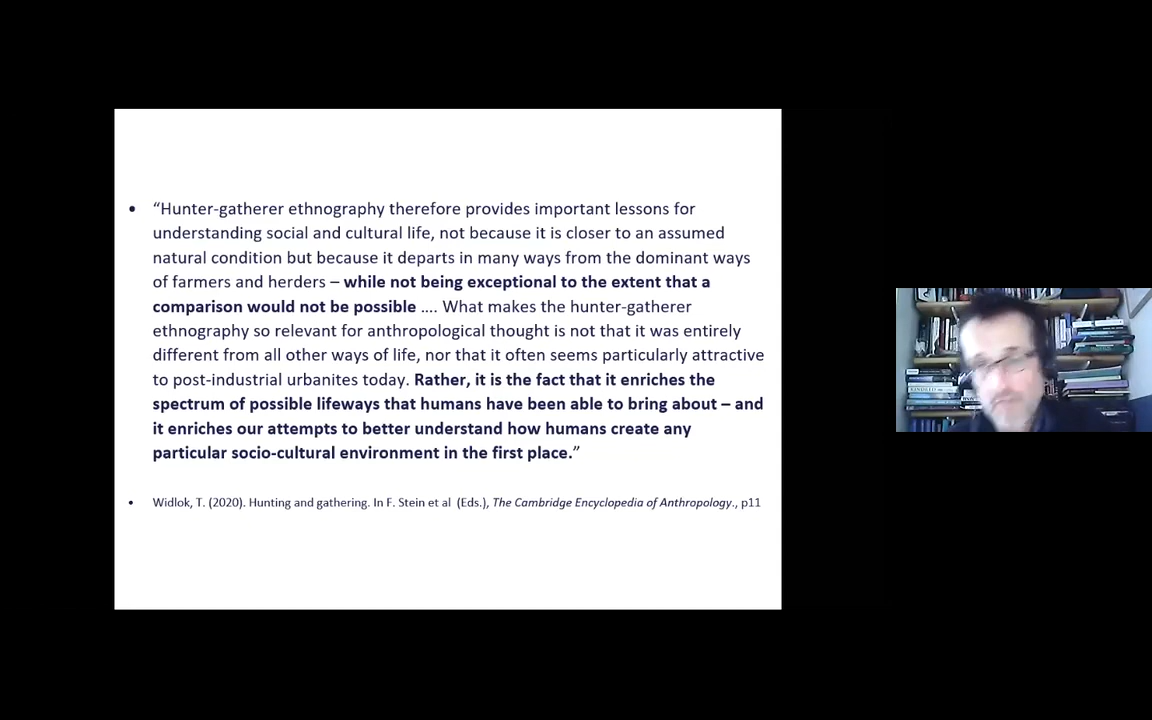 • “Hunter-gatherer ethnography therefore provides important lessons for
understanding social and cultural life, not because it is closer to an assumed
natural condition but because it departs in many ways from the dominant ways
of farmers and herders – while not being exceptional to the extent that a
comparison would not be possible …. What makes the hunter-gatherer
ethnography so relevant for anthropological thought is not that it was entirely
different from all other ways of life, nor that it often seems particularly attractive
to post-industrial urbanites today. Rather, it is the fact that it enriches the
spectrum of possible lifeways that humans have been able to bring about – and
it enriches our attempts to better understand how humans create any
particular socio-cultural environment in the first place.”
• Widlok, T. (2020). Hunting and gathering. In F. Stein et al (Eds.), The Cambridge Encyclopedia of Anthropology., p11